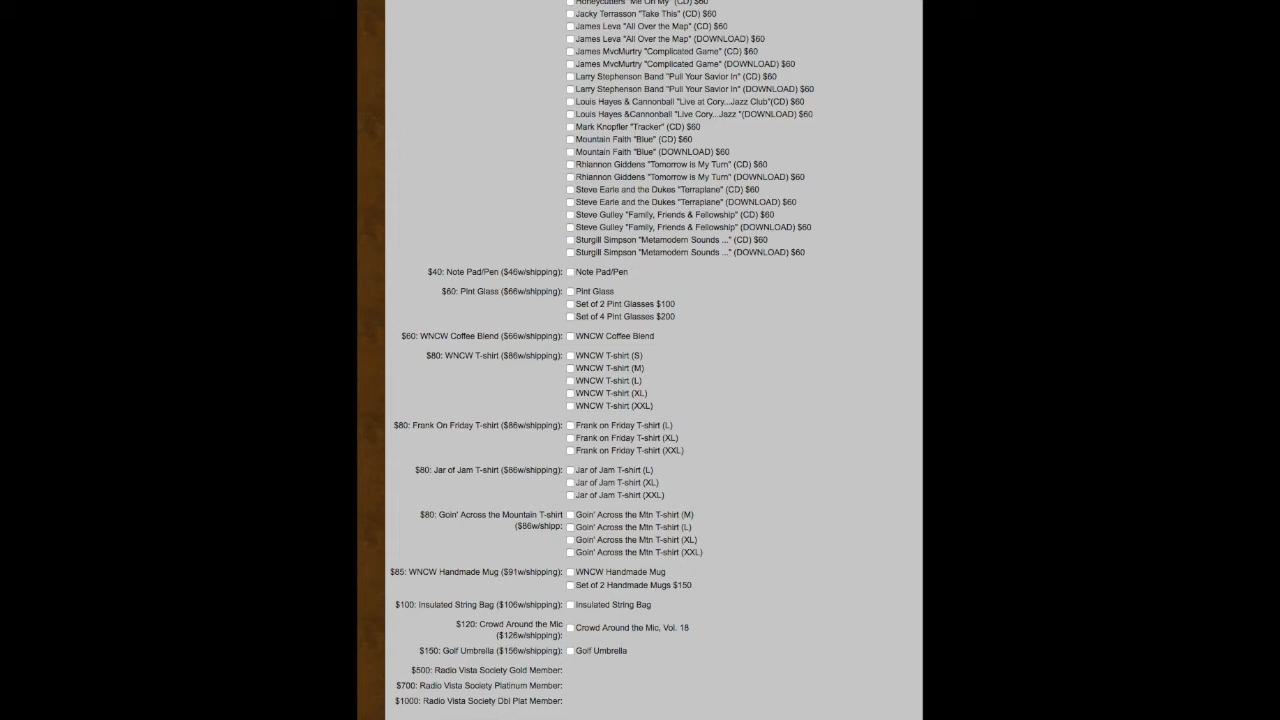 Honeycutters "Me Oh My" (CD) $60
Jacky Terrasson "Take This" (CD) $60
James Leva "All Over the Map" (CD) $60
James Leva "All Over the Map" (DOWNLOAD) $60
James MvcMurtry "Complicated Game" (CD) $60
James MvcMurtry "Complicated Game" (DOWNLOAD) $60
Larry Stephenson Band "Pull Your Savior In" (CD) $60
Larry Stephenson Band "Pull Your Savior In" (DOWNLOAD) $60
Louis Hayes & Cannonball "Live at Cory...Jazz Club"(CD) $60
Louis Hayes &Cannonball "Live Cory...Jazz "(DOWNLOAD) $60
Mark Knopfler "Tracker" (CD) $60
Mountain Faith "Blue" (CD) $60
Mountain Faith "Blue" (DOWNLOAD) $60
Rhiannon Giddens "Tomorrow is My Turn" (CD) $60
Rhiannon Giddens "Tomorrow is My Turn" (DOWNLOAD) $60
Steve Earle and the Dukes "Terraplane" (CD) $60
Steve Earle and the Dukes "Terraplane" (DOWNLOAD) $60
Steve Gulley "Family, Friends & Fellowship" (CD) $60
Steve Gulley "Family, Friends & Fellowship" (DOWNLOAD) $60
Sturgill Simpson "Metamodern Sounds ..." (CD) $60
Sturgill Simpson "Metamodern Sounds ..." (DOWNLOAD) $60
$40: Note Pad/Pen ($46w/shipping): Note Pad/Pen
$60: Pint Glass ($66w/shipping): Pint Glass
Set of 2 Pint Glasses $100
Set of 4 Pint Glasses $200
$60: WNCW Coffee Blend ($66w/shipping): WNCW Coffee Blend
$80: WNCW T-shirt ($86w/shipping): WNCW T-shirt (S)
WNCW T-shirt (M)
WNCW T-shirt (L)
WNCW T-shirt (XL)
WNCW T-shirt (XXL)
$80: Frank On Friday T-shirt ($86w/shipping): Frank on Friday T-shirt (L)
Frank on Friday T-shirt (XL)
Frank on Friday T-shirt (XXL)
$80: Jar of Jam T-shirt ($86w/shipping): Jar of Jam T-shirt (L)
Jar of Jam T-shirt (XL)
Jar of Jam T-shirt (XXL)
$80: Goin' Across the Mountain T-shirt Goin' Across the Mtn T-shirt (M)
($86w/shipp: Goin' Across the Mtn T-shirt (L)
Goin' Across the Mtn T-shirt (XL)
Goin' Across the Mtn T-shirt (XXL)
$85: WNCW Handmade Mug ($91w/shipping): WNCW Handmade Mug
Set of 2 Handmade Mugs $150
$100: Insulated String Bag ($106w/shipping): Insulated String Bag
$120: Crowd Around the Mic
($126w/shipping): Crowd Around the Mic, Vol. 18
$150: Golf Umbrella ($156w/shipping): Golf Umbrella
$500: Radio Vista Society Gold Member:
$700: Radio Vista Society Platinum Member:
$1000: Radio Vista Society Dbl Plat Member: